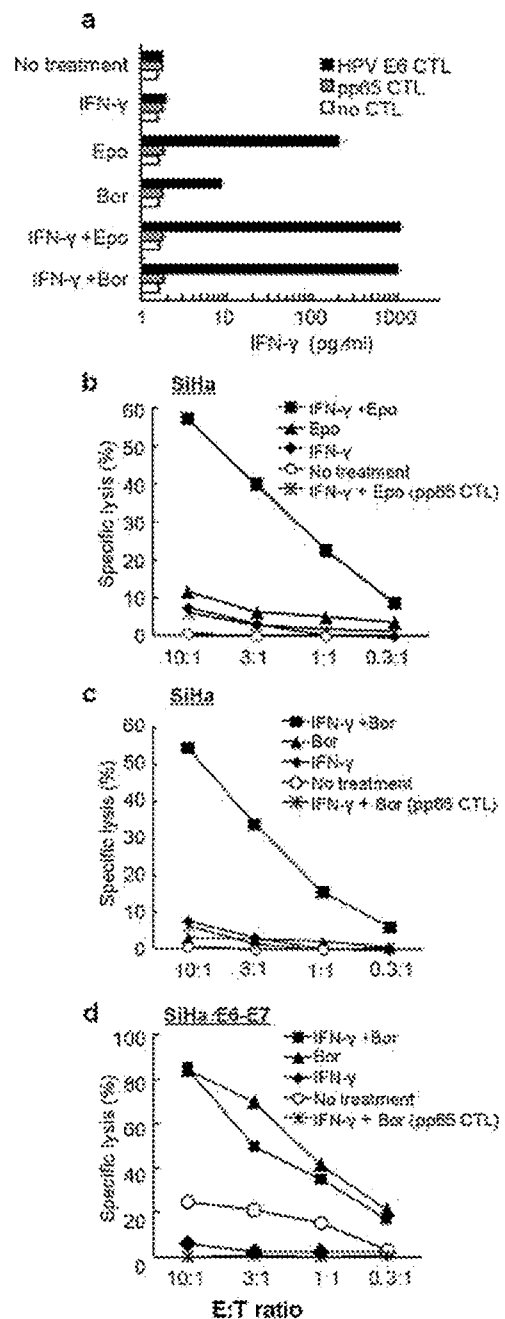 a
HPV E6 CTL
pp65 CTL
no CTL
No treatment
IFN-γ
Epo
Bor
IFN-γ +Epo
IFN-γ +Bor
1 10 100 1000
IFN-γ (pg/ml)
b SiHa
Specific lysis (%)
60
50
40
30
20
10
0
IFN-γ +Epo
Epo
IFN-γ
No treatment
IFN-γ + Epo (pp65 CTL)
10:1 3:1 1:1 0.3:1
c SiHa
Specific lysis (%)
60
50
40
30
20
10
0
IFN-γ +Bor
Bor
IFN-γ
No treatment
IFN-γ + Bor (pp65 CTL)
10:1 3:1 1:1 0.3:1
d SiHa-E6-E7
Specific lysis (%)
100
80
60
40
20
0
IFN-γ +Bor
Bor
IFN-γ
No treatment
IFN-γ + Bor (pp65 CTL)
10:1 3:1 1:1 0.3:1
E:T ratio